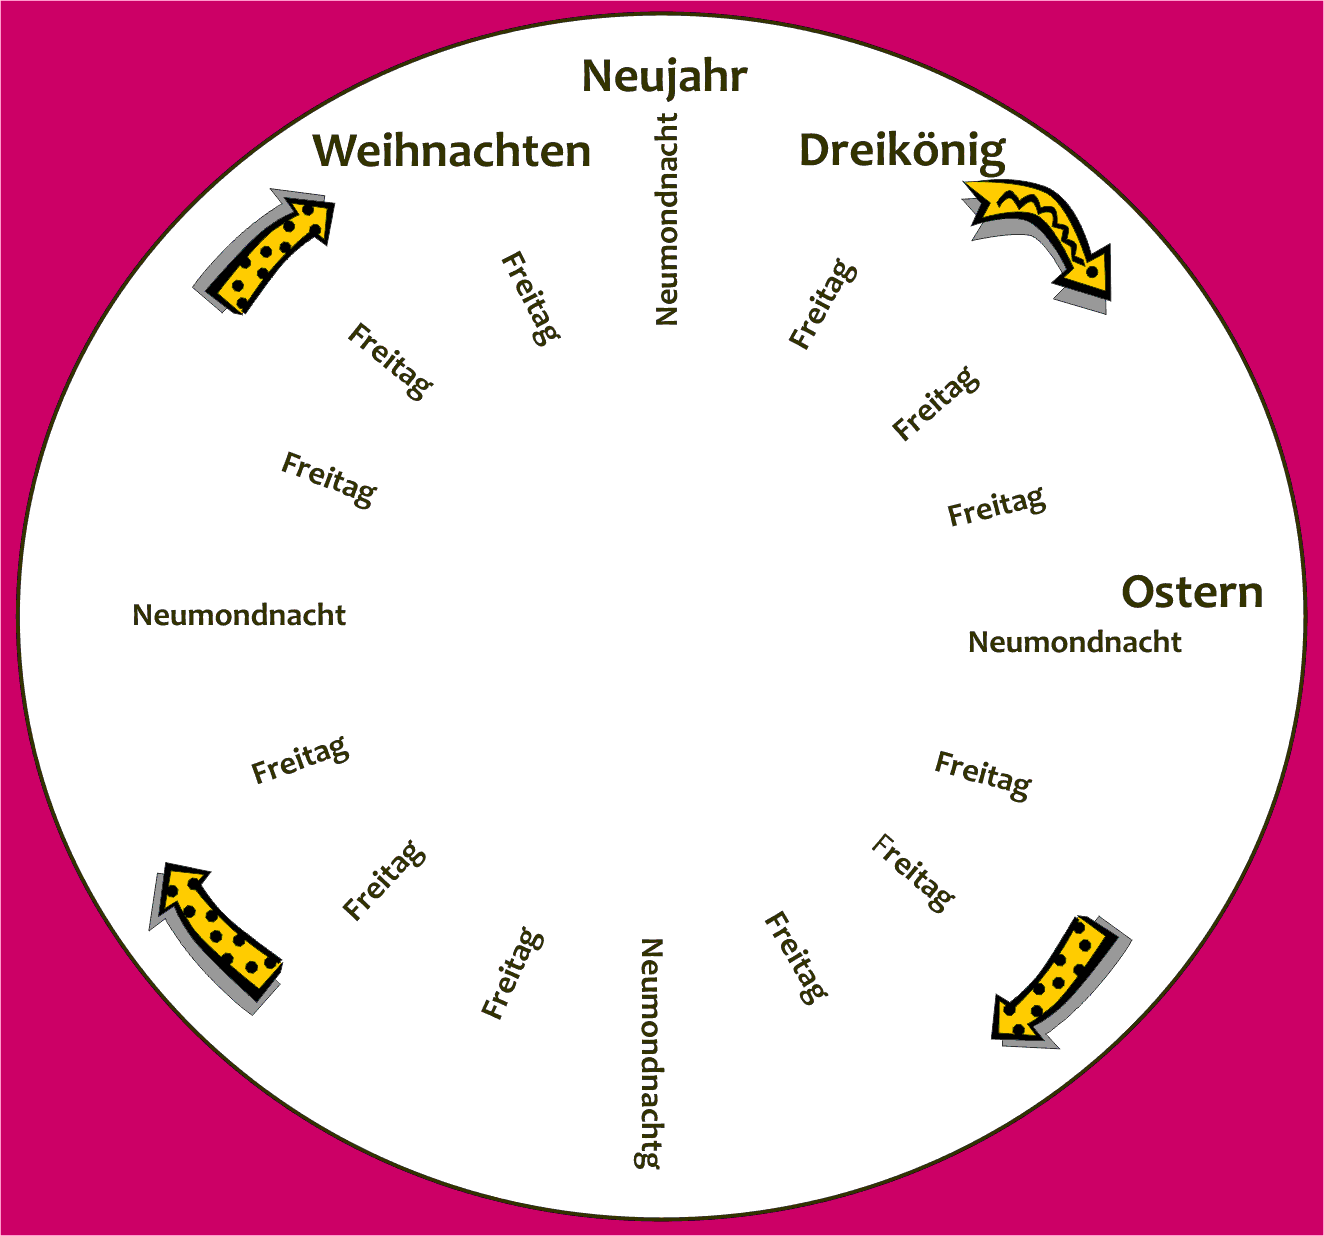 Neujahr
Weihnachten
Dreikönig
Neumondnacht
Freitag
Freitag
Freitag
Ostern
Neumondnacht
Freitag
Freitag
Freitag
Neumondnachtg
Freitag
Freitag
Freitag
Neumondnacht
Freitag
Freitag
Freitag